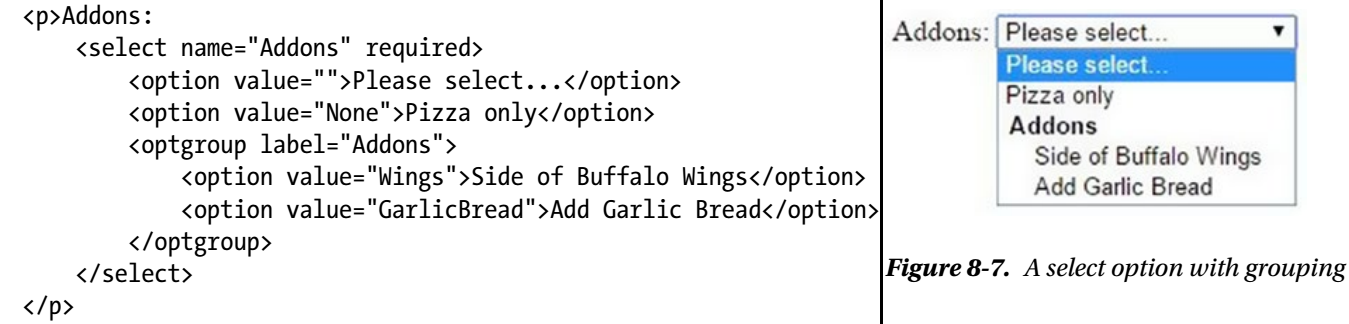 <p>Addons:
    <select name="Addons" required>
        <option value="">Please select...</option>
        <option value="None">Pizza only</option>
        <optgroup label="Addons">
            <option value="Wings">Side of Buffalo Wings</option>
            <option value="GarlicBread">Add Garlic Bread</option>
        </optgroup>
    </select>
</p>
Addons: Please select...
Please select...
Pizza only
Addons
Side of Buffalo Wings
Add Garlic Bread
Figure 8-7. A select option with grouping